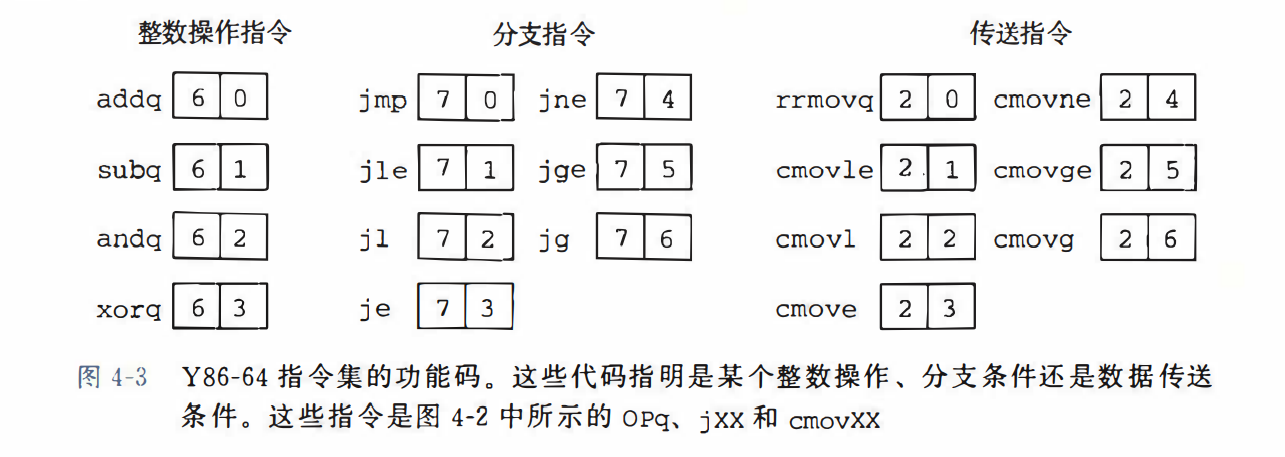 整数操作指令 分支指令 传送指令
addq 6 0 jmp 7 0 jne 7 4 rrmovq 2 0 cmovne 2 4
subq 6 1 jle 7 1 jge 7 5 cmovle 2 1 cmovge 2 5
andq 6 2 jl 7 2 jg 7 6 cmovl 2 2 cmovg 2 6
xorq 6 3 je 7 3 cmove 2 3
图 4-3 Y86-64 指令集的功能码。这些代码指明是某个整数操作、分支条件还是数据传送
条件。这些指令是图 4-2 中所示的 OPq、jXX 和 cmovXX